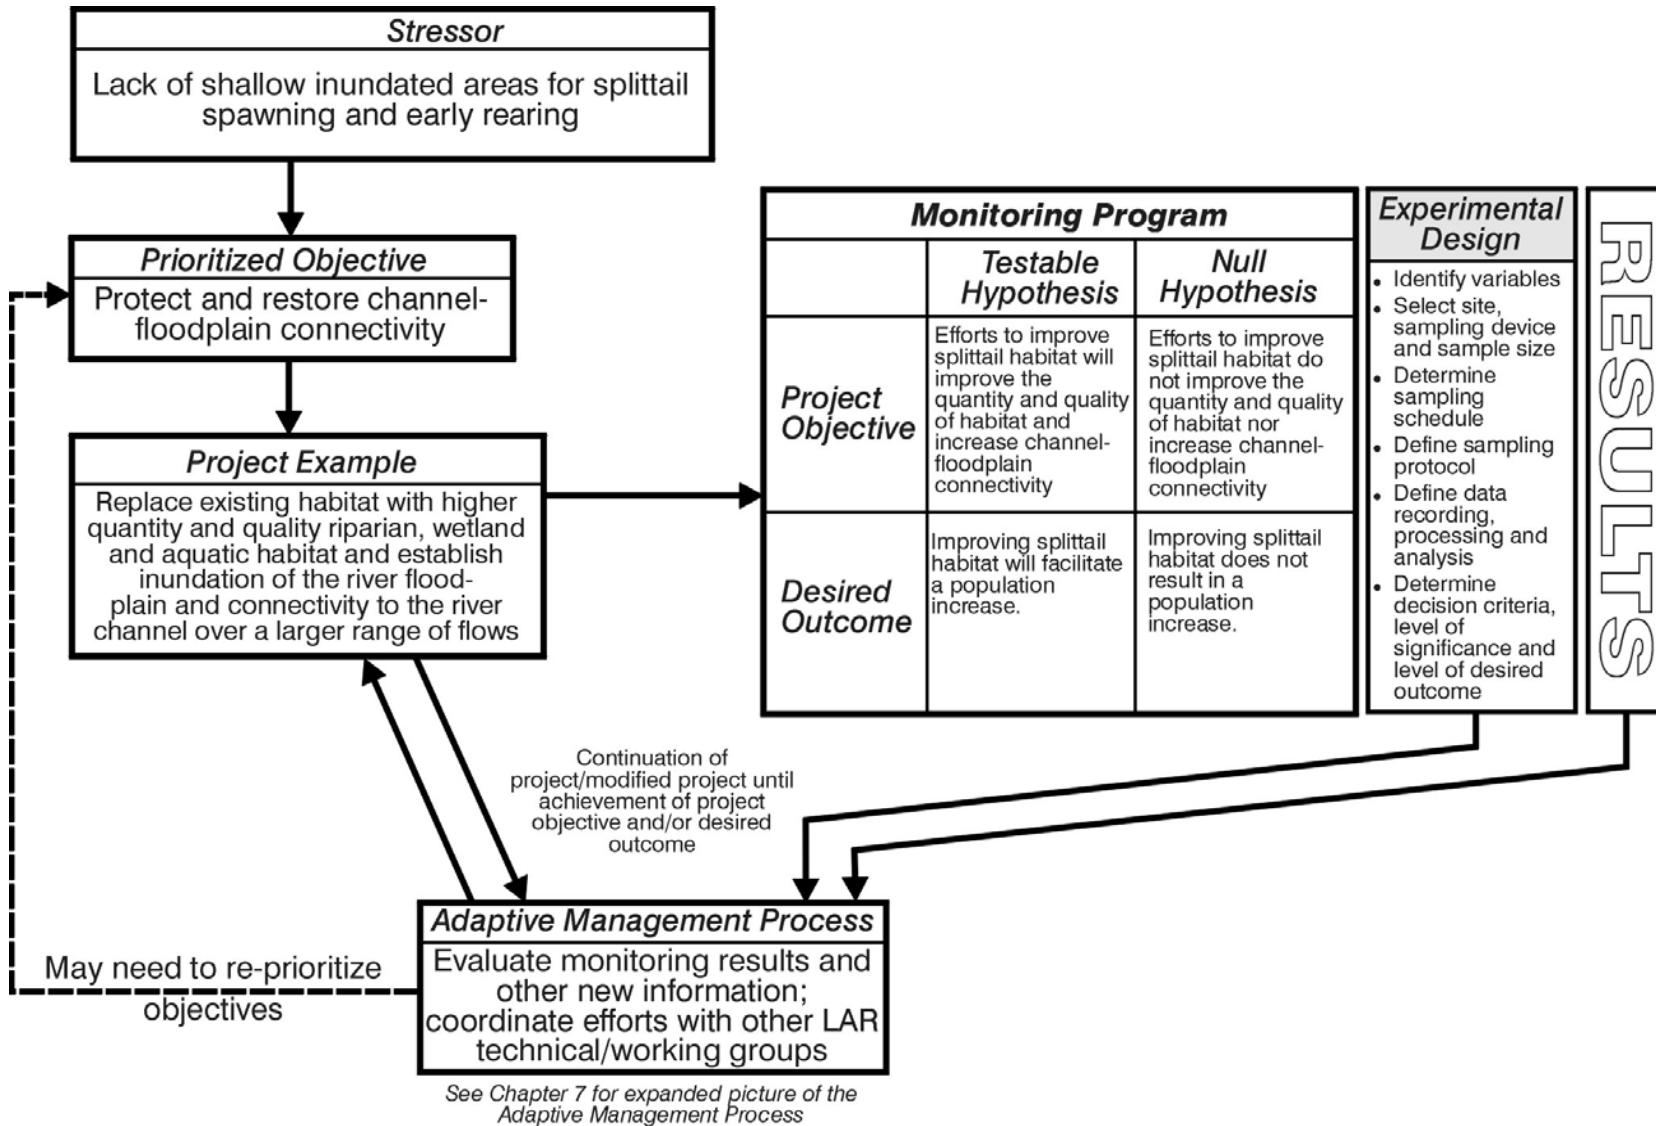 Stressor
Lack of shallow inundated areas for splittail
spawning and early rearing
Prioritized Objective
Protect and restore channel-
floodplain connectivity
Project Example
Replace existing habitat with higher
quantity and quality riparian, wetland
and aquatic habitat and establish
inundation of the river flood-
plain and connectivity to the river
channel over a larger range of flows
Monitoring Program
Testable
Hypothesis
Null
Hypothesis
Project
Objective
Efforts to improve
splittail habitat will
improve the
quantity and quality
of habitat and
increase channel-
floodplain
connectivity
Efforts to improve
splittail habitat do
not improve the
quantity and quality
of habitat nor
increase channel-
floodplain
connectivity
Desired
Outcome
Improving splittail
habitat will facilitate
a population
increase.
Improving splittail
habitat does not
result in a
population
increase.
Experimental
Design
• Identify variables
• Select site,
sampling device
and sample size
• Determine
sampling
schedule
• Define sampling
protocol
• Define data
recording,
processing and
analysis
• Determine
decision criteria,
level of
significance and
level of desired
outcome
RESULTS
Continuation of
project/modified project until
achievement of project
objective and/or desired
outcome
May need to re-prioritize
objectives
Adaptive Management Process
Evaluate monitoring results and
other new information;
coordinate efforts with other LAR
technical/working groups
See Chapter 7 for expanded picture of the
Adaptive Management Process